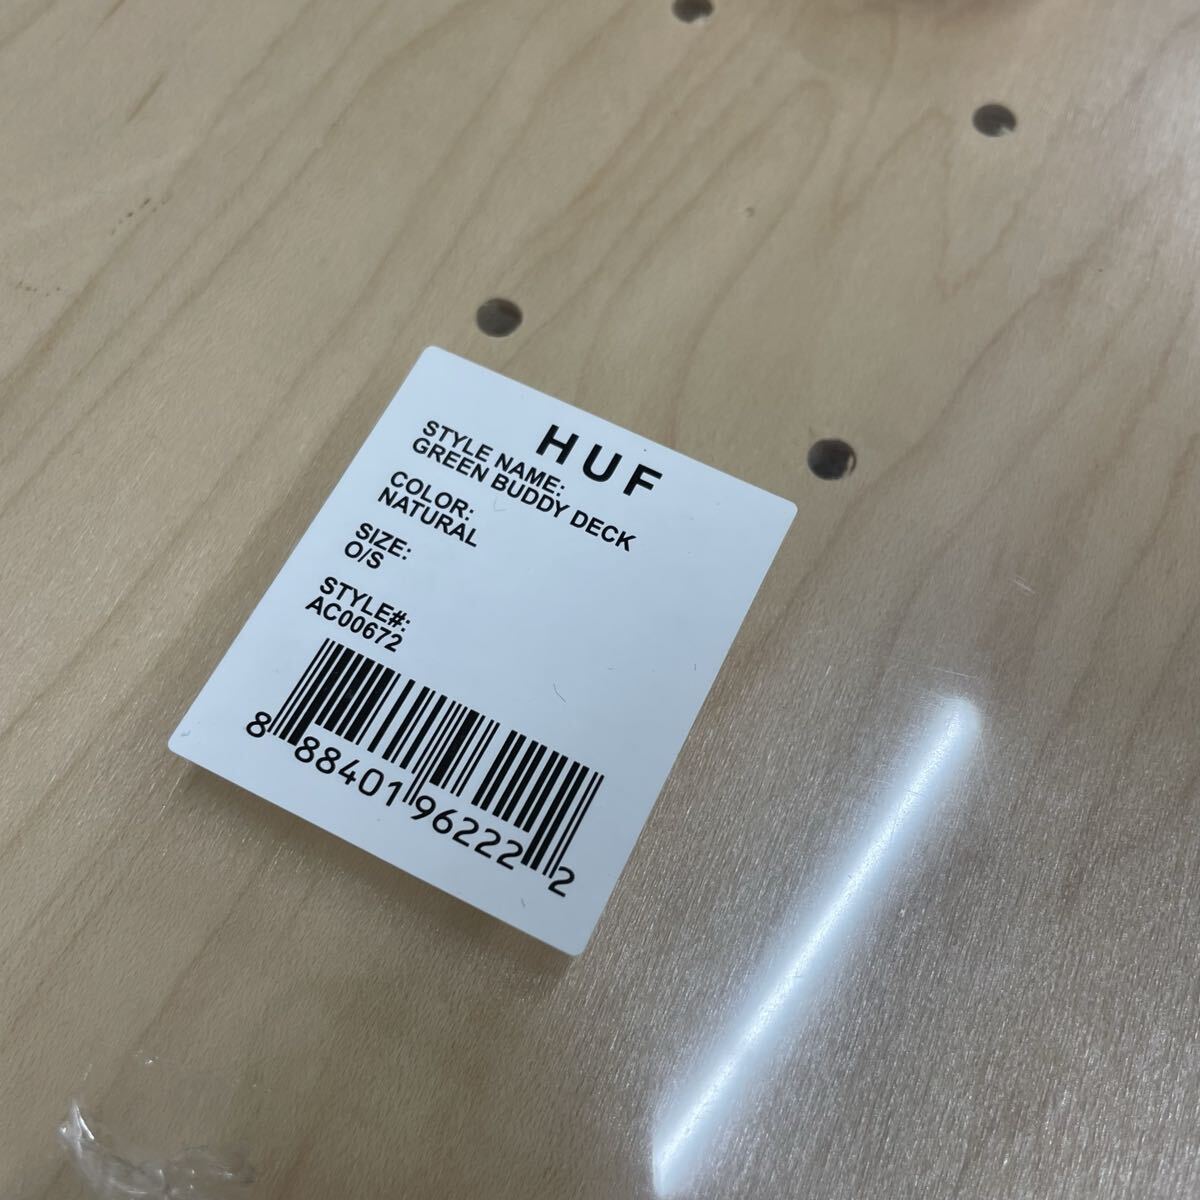 HUF
STYLE NAME:
GREEN BUDDY DECK
COLOR:
NATURAL
SIZE:
O/S
STYLE#:
AC00672
8 88401 96222 2